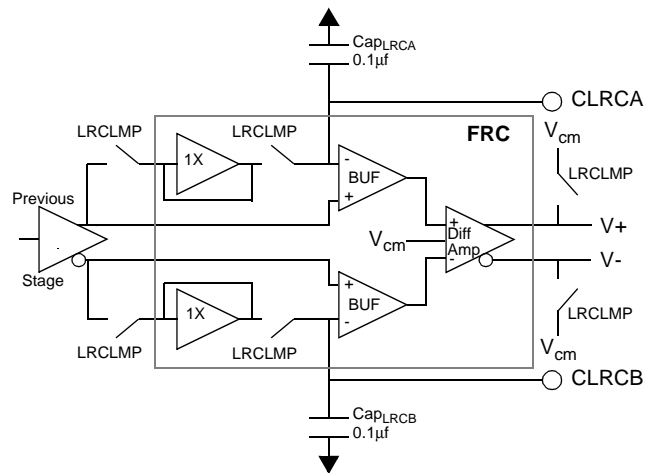 CapLRCA
0.1µf
CLRCA
LRCLMP
LRCLMP
FRC
Vcm
1X
-
BUF
+
LRCLMP
Previous
Stage
Vcm
+
Diff
Amp
-
V+
V-
+
BUF
-
1X
LRCLMP
LRCLMP
LRCLMP
Vcm
CLRCB
CapLRCB
0.1µf